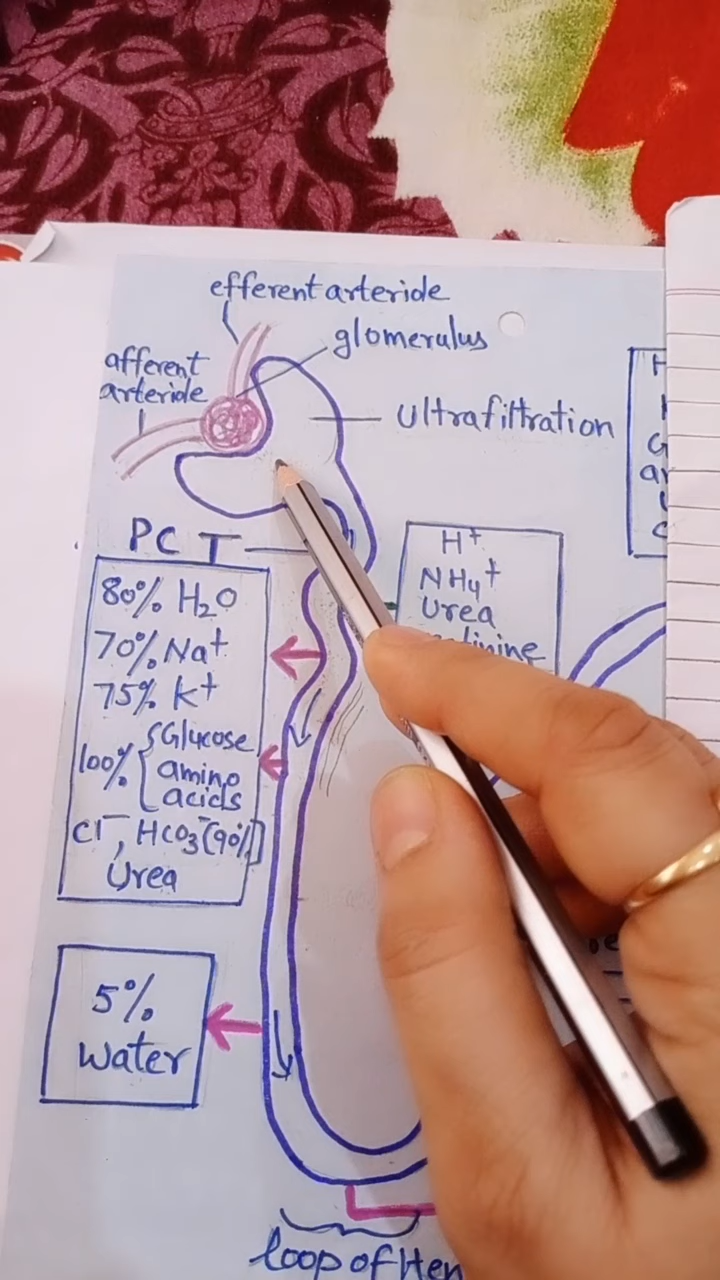 efferent arteride
glomerulus
afferent
arteride
Ultrafiltration
PCT
80% H₂O
70% Na⁺
75% K⁺
100% { Glucose
amino
acids
Cl⁻, HCO₃⁻ (90%)
Urea
H⁺
NH₄⁺
Urea
5%
Water
loop of Hen